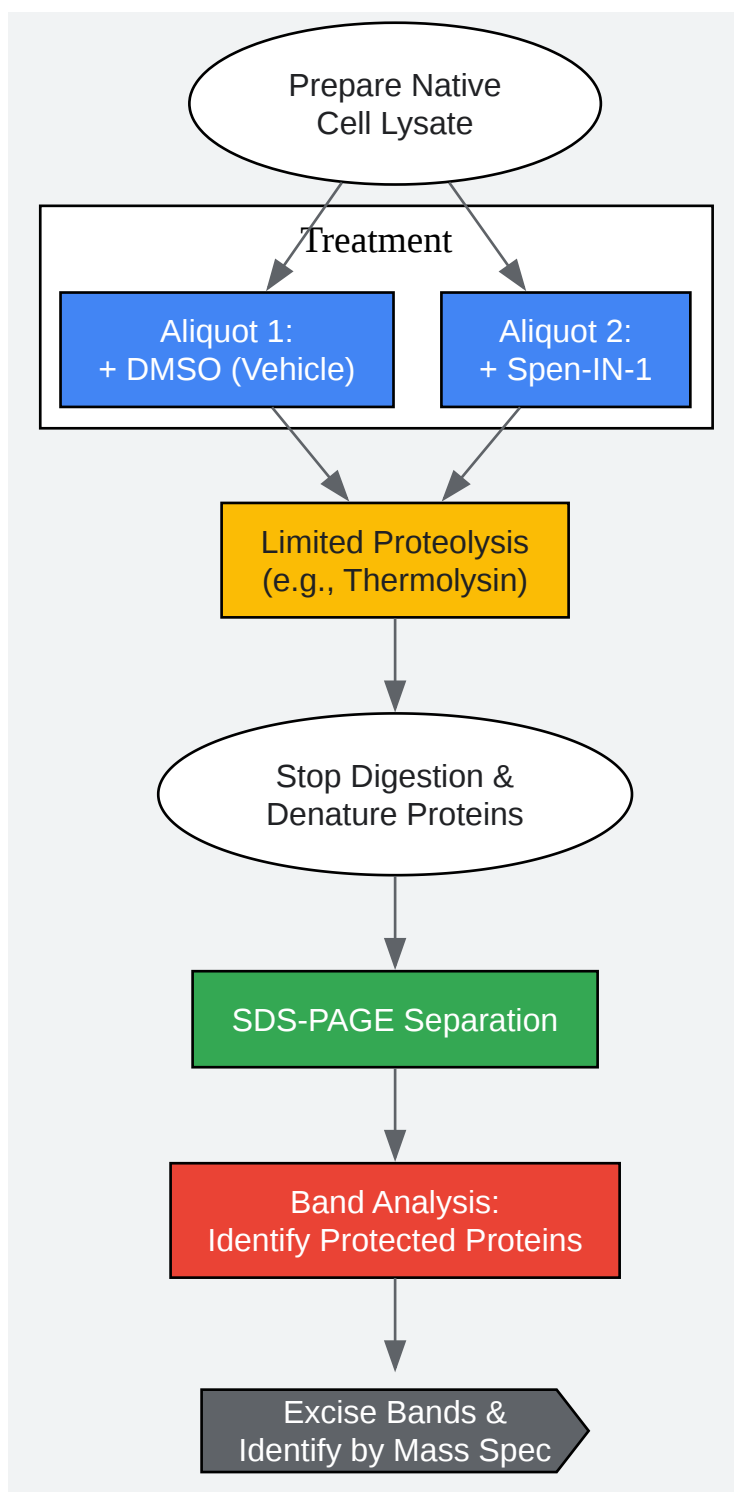 Prepare Native
Cell Lysate
Treatment
Aliquot 1:
+ DMSO (Vehicle)
Aliquot 2:
+ Spen-IN-1
Limited Proteolysis
(e.g., Thermolysin)
Stop Digestion &
Denature Proteins
SDS-PAGE Separation
Band Analysis:
Identify Protected Proteins
Excise Bands &
Identify by Mass Spec